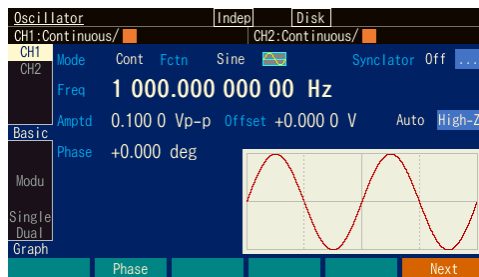 Oscillator Indep Disk
CH1:Continuous/ CH2:Continuous/
CH1
CH2
Mode Cont Fctn Sine Synclator Off ...
Freq 1 000.000 000 00 Hz
Amptd 0.100 0 Vp-p Offset +0.000 0 V Auto High-Z
Basic
Phase +0.000 deg
Modu
Single
Dual
Graph
Phase Next